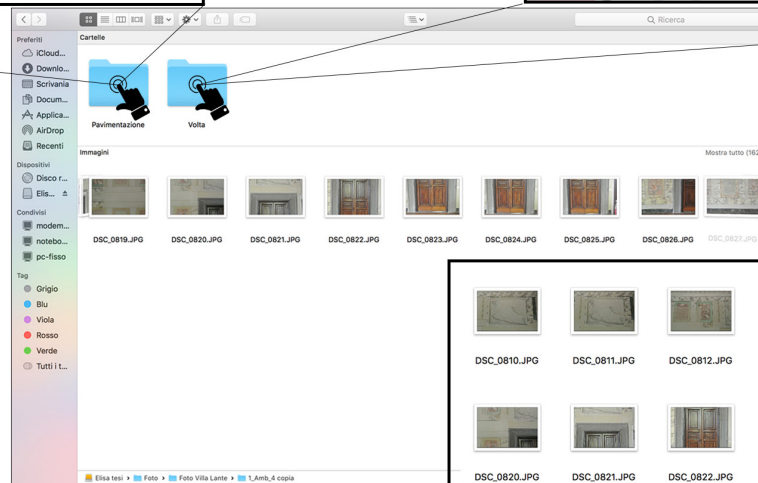 Ricerca
Preferiti
iCloud...
Downlo...
Scrivania
Docum...
Applica...
AirDrop
Recenti
Dispositivi
Disco r...
Elis...
Condivisi
modem...
notebo...
pc-fisso
Tag
Grigio
Blu
Viola
Rosso
Verde
Tutti i t...
Cartelle
Pavimentazione Volta
Immagini Mostra tutto (162
DSC_0819.JPG DSC_0820.JPG DSC_0821.JPG DSC_0822.JPG DSC_0823.JPG DSC_0824.JPG DSC_0825.JPG DSC_0826.JPG DSC_0827.JPG
DSC_0810.JPG DSC_0811.JPG DSC_0812.JPG
DSC_0820.JPG DSC_0821.JPG DSC_0822.JPG
Elisa tesi Foto Foto Villa Lante 1_Amb_4 copia